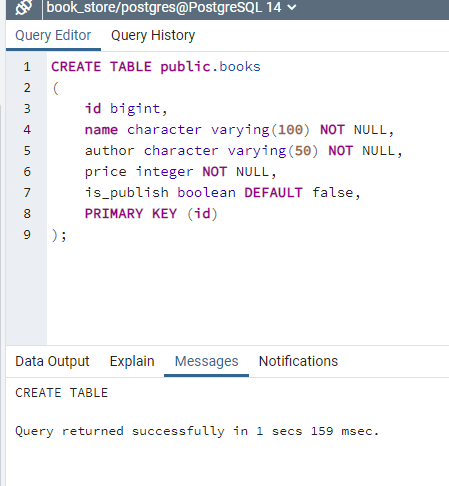 book_store/postgres@PostgreSQL 14
Query Editor Query History
1 CREATE TABLE public.books
2 (
3 id bigint,
4 name character varying(100) NOT NULL,
5 author character varying(50) NOT NULL,
6 price integer NOT NULL,
7 is_publish boolean DEFAULT false,
8 PRIMARY KEY (id)
9 );
Data Output Explain Messages Notifications
CREATE TABLE
Query returned successfully in 1 secs 159 msec.